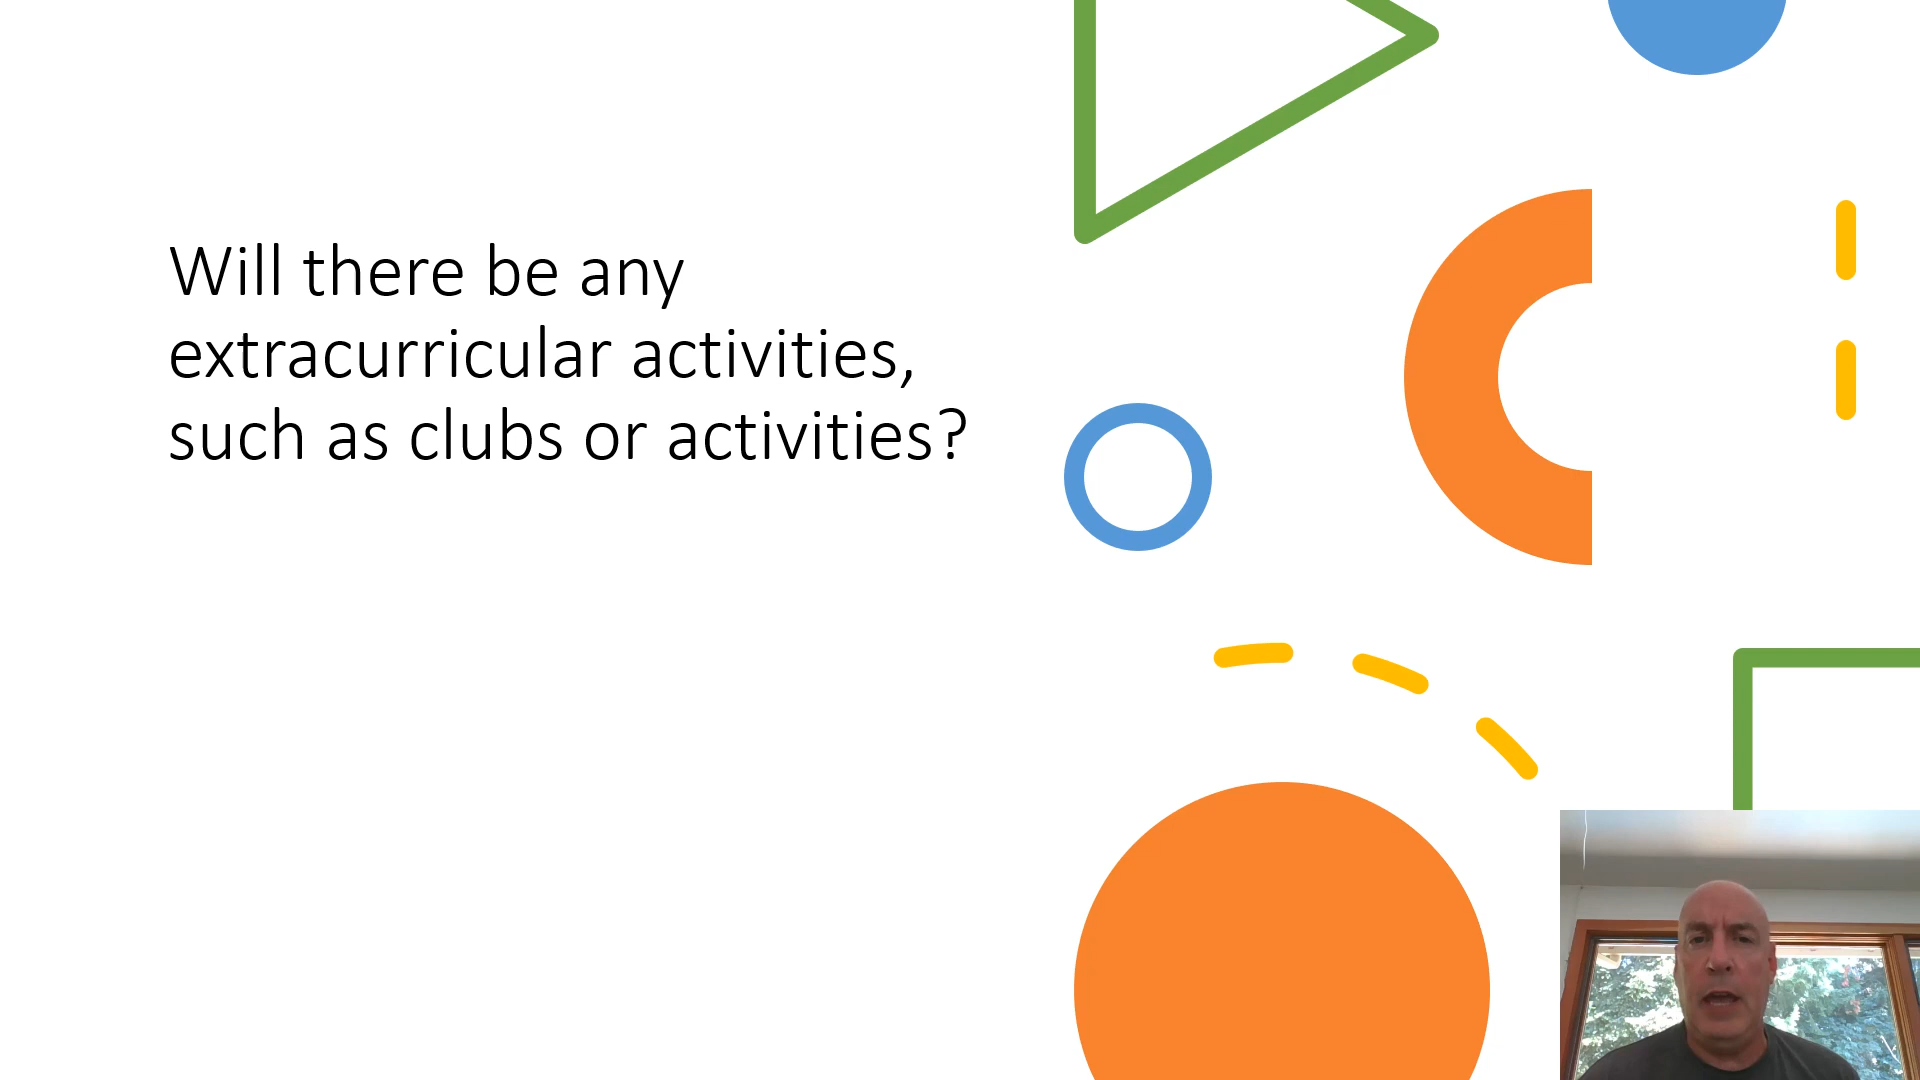 Will there be any
extracurricular activities,
such as clubs or activities?